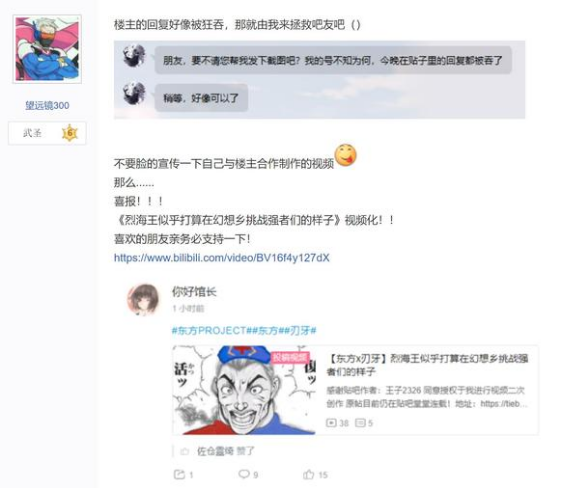 楼主的回复好像被狂吞，那就由我来拯救吧友吧（）
朋友，要不请您帮我发下截图吧？我的号不知为何，今晚在贴子里的回复都被吞了
稍等，好像可以了
望远镜300
武圣 6
不要脸的宣传一下自己与楼主合作制作的视频
那么......
喜报！！！
《烈海王似乎打算在幻想乡挑战强者们的样子》视频化！！
喜欢的朋友亲务必支持一下！
https://www.bilibili.com/video/BV16f4y127dX
你好馆长
1 小时前
#东方PROJECT##东方##刃牙#
投稿视频
活ッ
活ッ
【东方x刃牙】烈海王似乎打算在幻想乡挑战强
者们的样子
感谢贴吧作者：王子2326 同意授权于我进行视频二次
创作 原帖目前仍在贴吧堂堂连载！地址：https://tieb...
38 5
佐仓 赞了
1 9 15